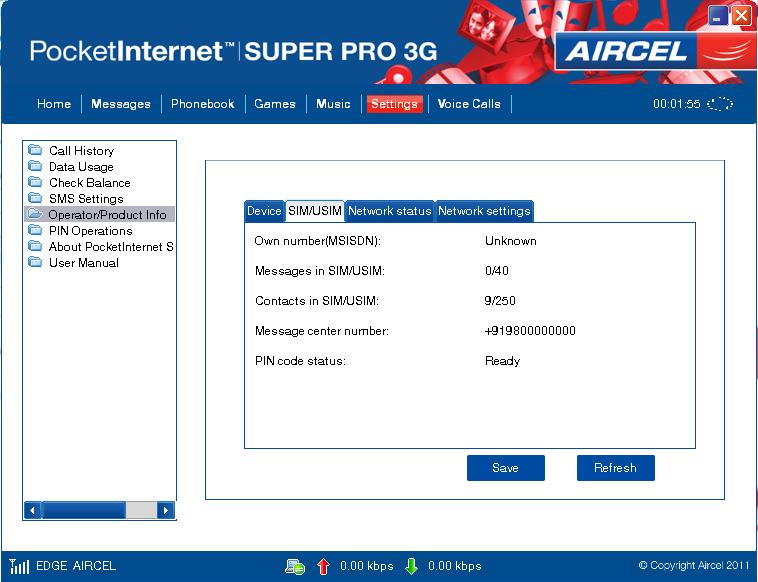 PocketInternet™ | SUPER PRO 3G
AIRCEL
Home Messages Phonebook Games Music Settings Voice Calls 00:01:55
Call History
Data Usage
Check Balance
SMS Settings
Operator/Product Info
PIN Operations
About PocketInternet S
User Manual
Device SIM/USIM Network status Network settings
Own number(MSISDN): Unknown
Messages in SIM/USIM: 0/40
Contacts in SIM/USIM: 9/250
Message center number: +919800000000
PIN code status: Ready
Save Refresh
EDGE AIRCEL 0.00 kbps 0.00 kbps © Copyright Aircel 2011